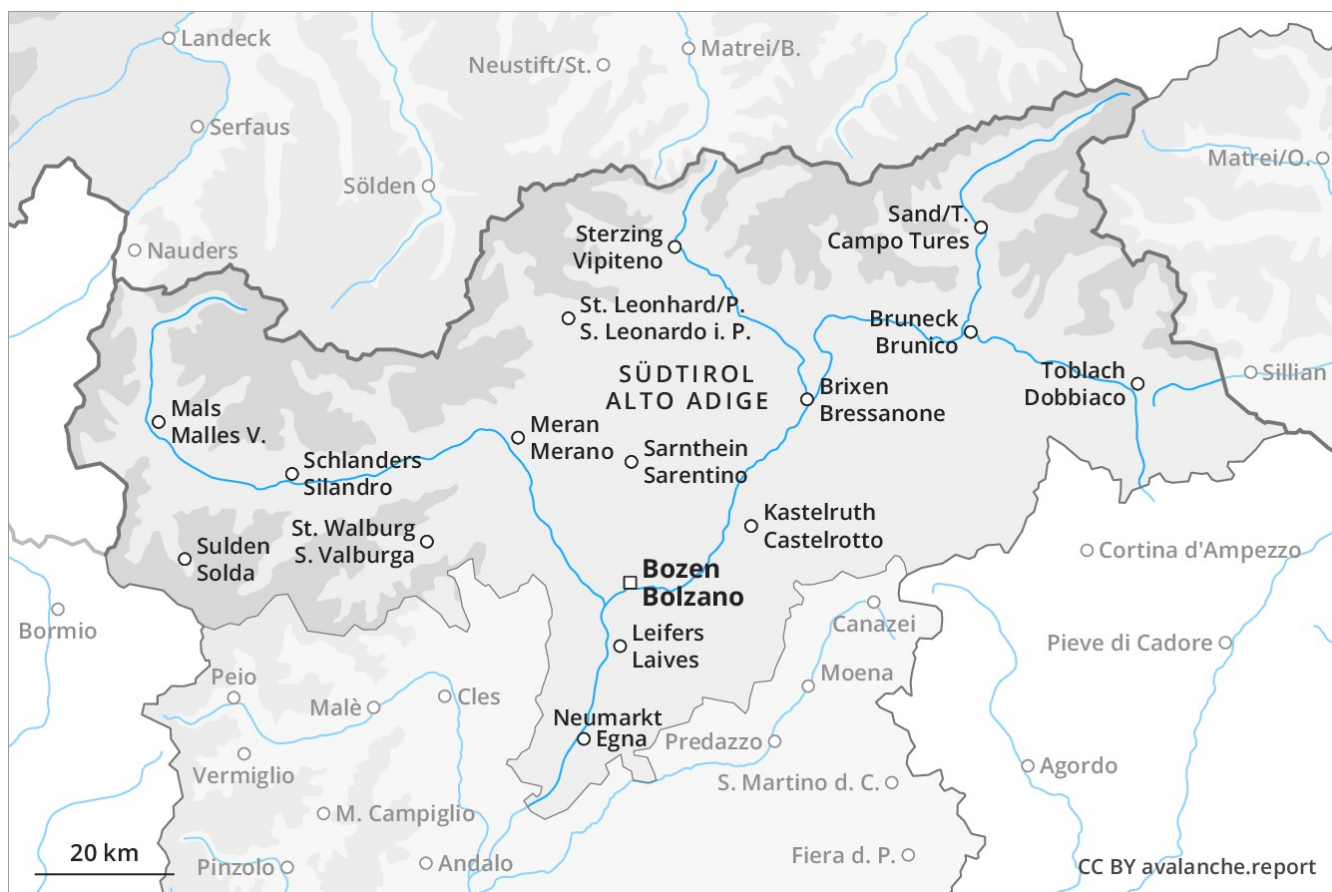 Landeck
Neustift/St.
Matrei/B.
Serfaus
Matrei/O.
Sölden
Nauders
Sand/T.
Campo Tures
Sterzing
Vipiteno
St. Leonhard/P.
S. Leonardo i. P.
Bruneck
Brunico
SÜDTIROL
ALTO ADIGE
Toblach
Dobbiaco
Sillian
Brixen
Bressanone
Mals
Malles V.
Meran
Merano
Sarnthein
Sarentino
Schlanders
Silandro
Kastelruth
Castelrotto
St. Walburg
S. Valburga
Sulden
Solda
Cortina d'Ampezzo
Bozen
Bolzano
Bormio
Canazei
Leifers
Laives
Pieve di Cadore
Moena
Peio
Malè
Cles
Neumarkt
Egna
Predazzo
Vermiglio
Agordo
S. Martino d. C.
M. Campiglio
20 km
Pinzolo
Andalo
Fiera d. P.
CC BY avalanche.report